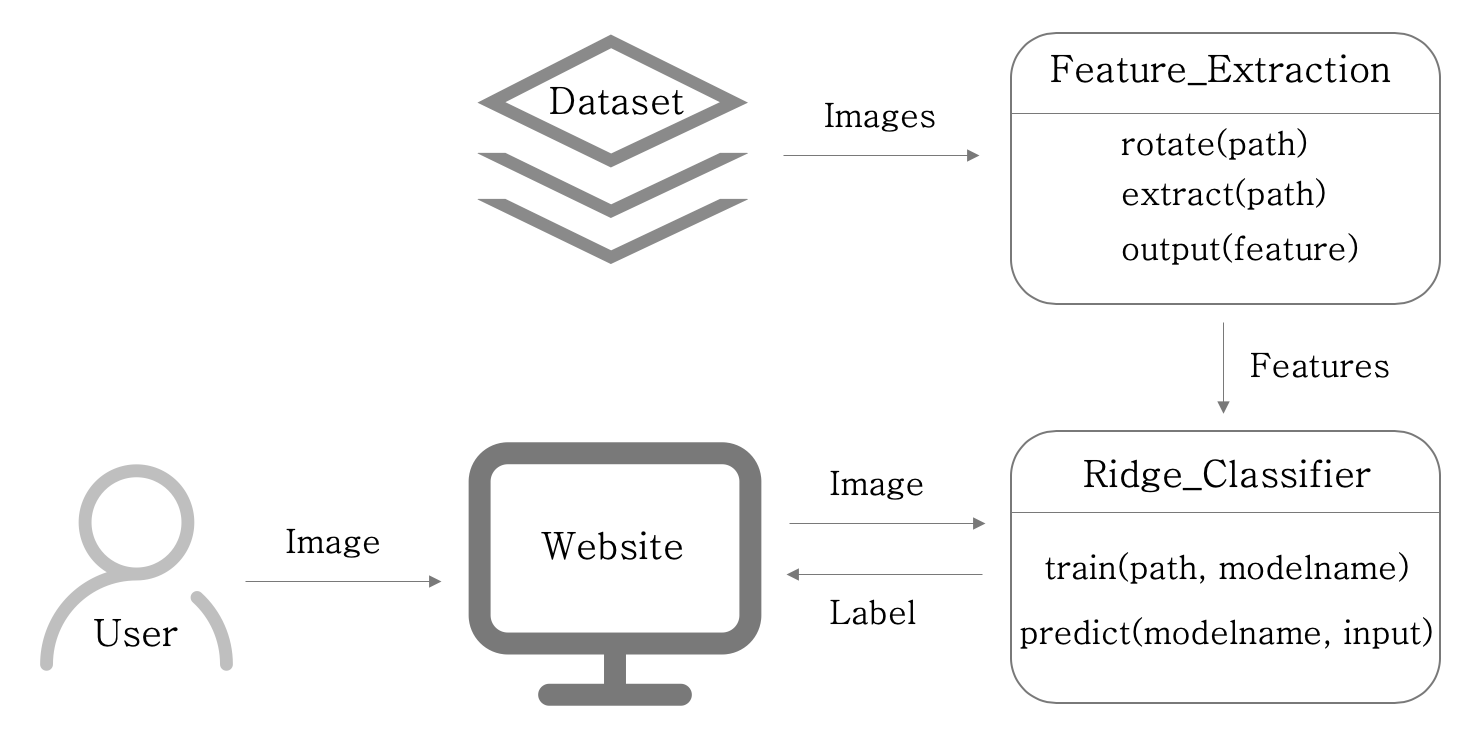 Dataset
Images
Feature_Extraction
rotate(path)
extract(path)
output(feature)
Features
User
Image
Website
Image
Label
Ridge_Classifier
train(path, modelname)
predict(modelname, input)